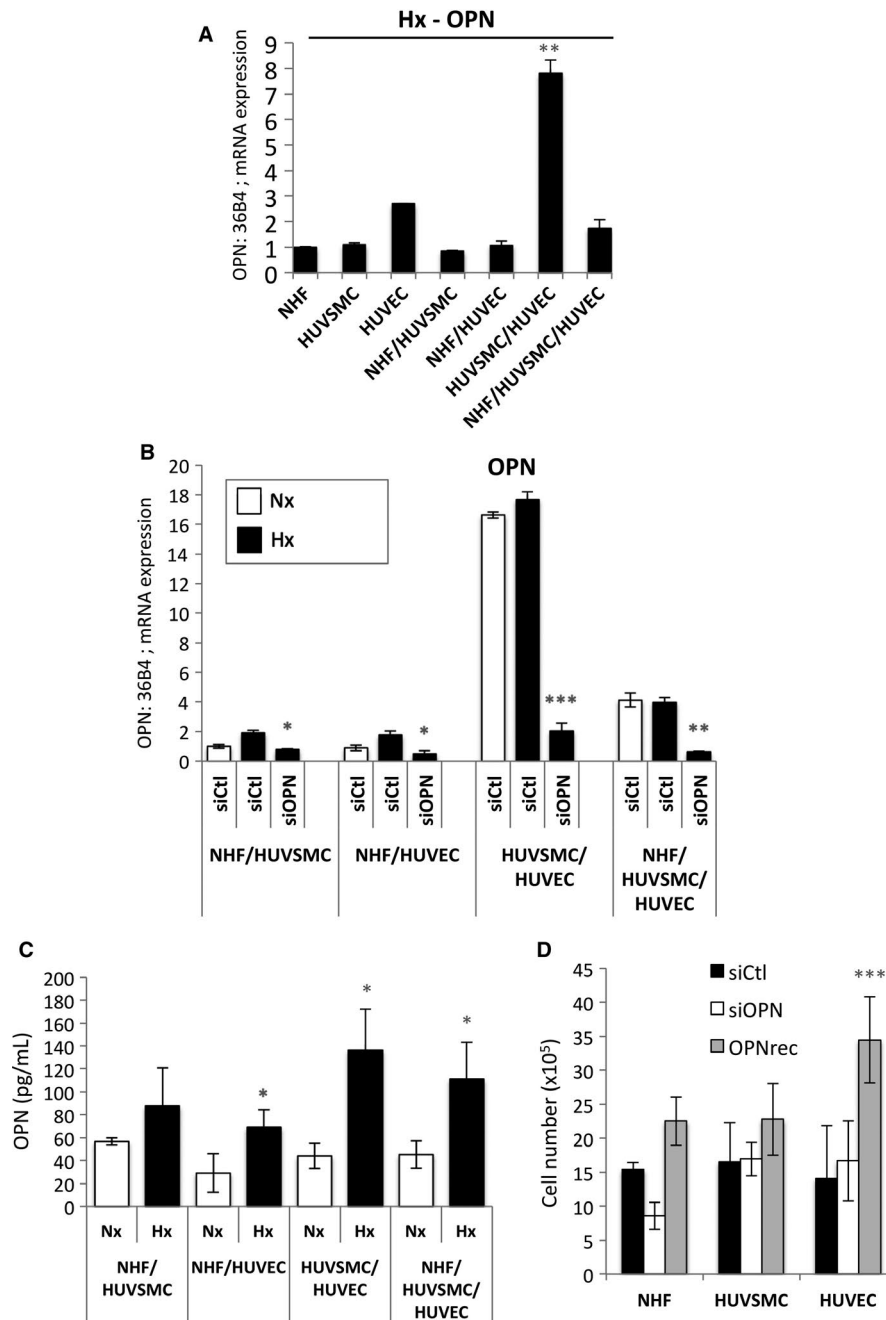 A
Hx - OPN
OPN: 36B4 ; mRNA expression
9
8
7
6
5
4
3
2
1
0
**
NHF
HUVSMC
HUVEC
NHF/HUVSMC
NHF/HUVEC
HUVSMC/HUVEC
NHF/HUVSMC/HUVEC
B
OPN
OPN: 36B4 ; mRNA expression
20
18
16
14
12
10
8
6
4
2
0
Nx
Hx
*
*
***
**
siCtl siCtl siOPN siCtl siCtl siOPN siCtl siCtl siOPN siCtl siCtl siOPN
NHF/HUVSMC
NHF/HUVEC
HUVSMC/
HUVEC
NHF/
HUVSMC/
HUVEC
C
OPN (pg/mL)
200
180
160
140
120
100
80
60
40
20
0
*
*
*
Nx Hx Nx Hx Nx Hx Nx Hx
NHF/
HUVSMC
NHF/HUVEC
HUVSMC/
HUVEC
NHF/
HUVSMC/
HUVEC
D
Cell number (x10⁵)
45
40
35
30
25
20
15
10
5
0
siCtl
siOPN
OPNrec
***
NHF
HUVSMC
HUVEC